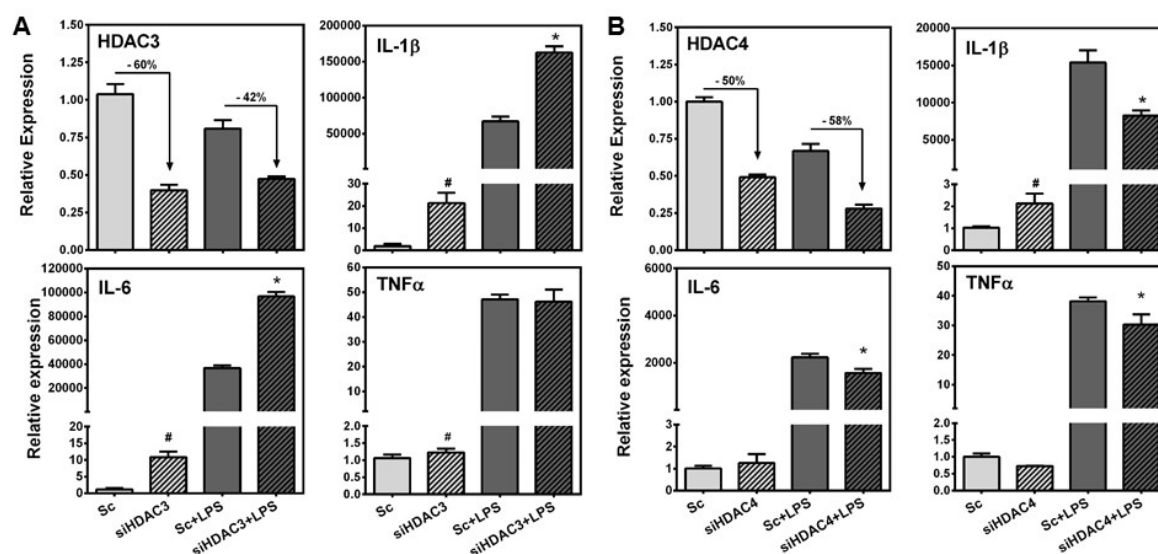 A
Relative Expression
HDAC3
1.50
1.25
1.00
0.75
0.50
0.25
0.00
- 60%
- 42%
IL-1β
200000
150000
100000
50000
30
20
10
0
#
*
Relative expression
IL-6
120000
100000
80000
60000
40000
20000
20
15
10
5
0
#
*
Sc
siHDAC3
Sc+LPS
siHDAC3+LPS
TNFα
60
50
40
30
20
10
2.0
1.5
1.0
0.5
0.0
#
Sc
siHDAC3
Sc+LPS
siHDAC3+LPS
B
Relative Expression
HDAC4
1.50
1.25
1.00
0.75
0.50
0.25
0.00
- 50%
- 58%
IL-1β
20000
15000
10000
5000
4
3
2
1
0
#
*
Relative expression
IL-6
6000
4000
2000
4
3
2
1
0
*
Sc
siHDAC4
Sc+LPS
siHDAC4+LPS
TNFα
50
40
30
20
10
2.0
1.5
1.0
0.5
0.0
*
Sc
siHDAC4
Sc+LPS
siHDAC4+LPS